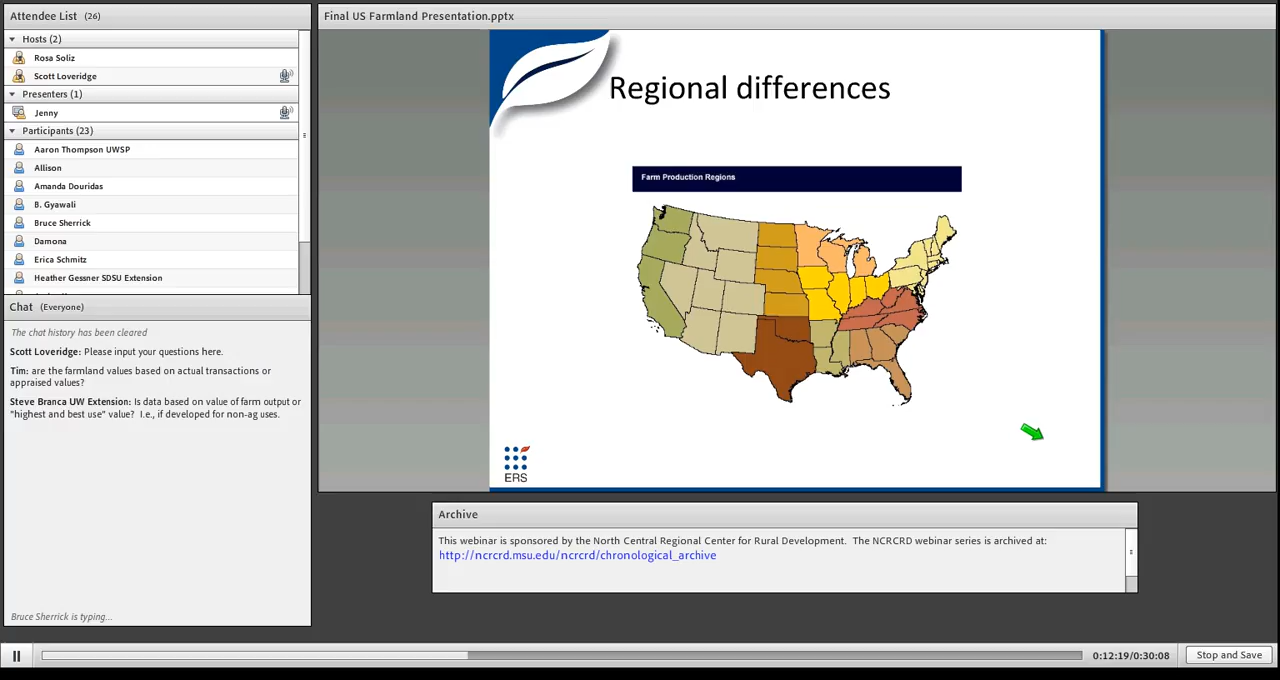 Attendee List (26)
Hosts (2)
Rosa Soliz
Scott Loveridge
Presenters (1)
Jenny
Participants (23)
Aaron Thompson UWSP
Allison
Amanda Douridas
B. Gyawali
Bruce Sherrick
Damona
Erica Schmitz
Heather Gessner SDSU Extension
Chat (Everyone)
The chat history has been cleared
Scott Loveridge: Please input your questions here.
Tim: are the farmland values based on actual transactions or
appraised values?
Steve Branca UW Extension: Is data based on value of farm output or
"highest and best use" value? I.e., if developed for non-ag uses.
Bruce Sherrick is typing...
Final US Farmland Presentation.pptx
Regional differences
Farm Production Regions
ERS
Archive
This webinar is sponsored by the North Central Regional Center for Rural Development. The NCRCRD webinar series is archived at:
http://ncrcrd.msu.edu/ncrcrd/chronological_archive
0:12:19/0:30:08
Stop and Save